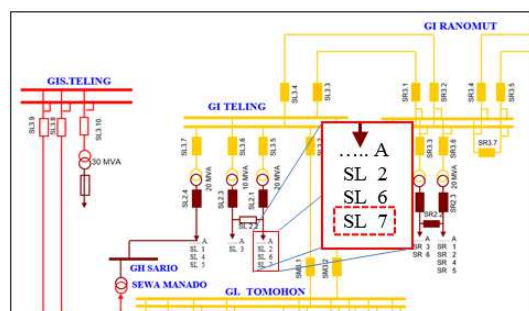 GI RANOMUT
GIS.TELING
SL3.4
SL3.3
SR3.1
SR3.2
SR3.4
SR3.5
GI TELING
SL3.9
SL3.8
SL3.10
SL3.7
SL3.6
SL3.5
SR3.3
SR3.6
SR3.7
30 MVA
20 MVA
10 MVA
20 MVA
20 MVA
..... A
SL 2
SL 6
SL 7
SL2.4
SL2.3
SL2.1
SL 2.2
SR2.2
SR2.3
..... A
SL 1
SL 4
SL 5
..... A
SL 3
..... A
SL 2
SL 6
..... A
SR 3
SR 6
..... A
SR 1
SR 2
SR 4
SR 5
GH SARIO
SEWA MANADO
SM3.1
SM3.2
GI. TOMOHON